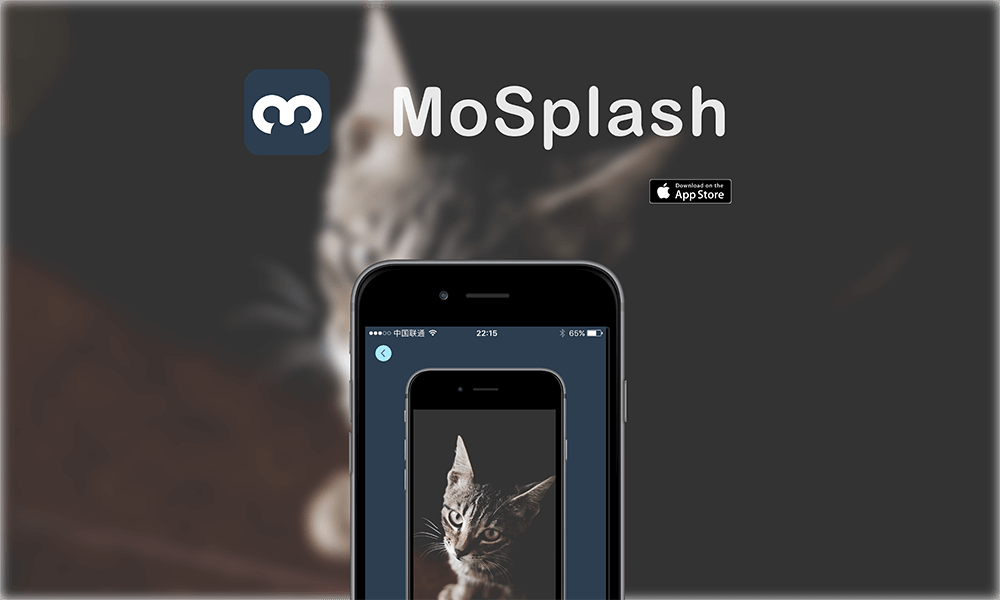 MoSplash
Download on the
App Store
中国联通 22:15 65%